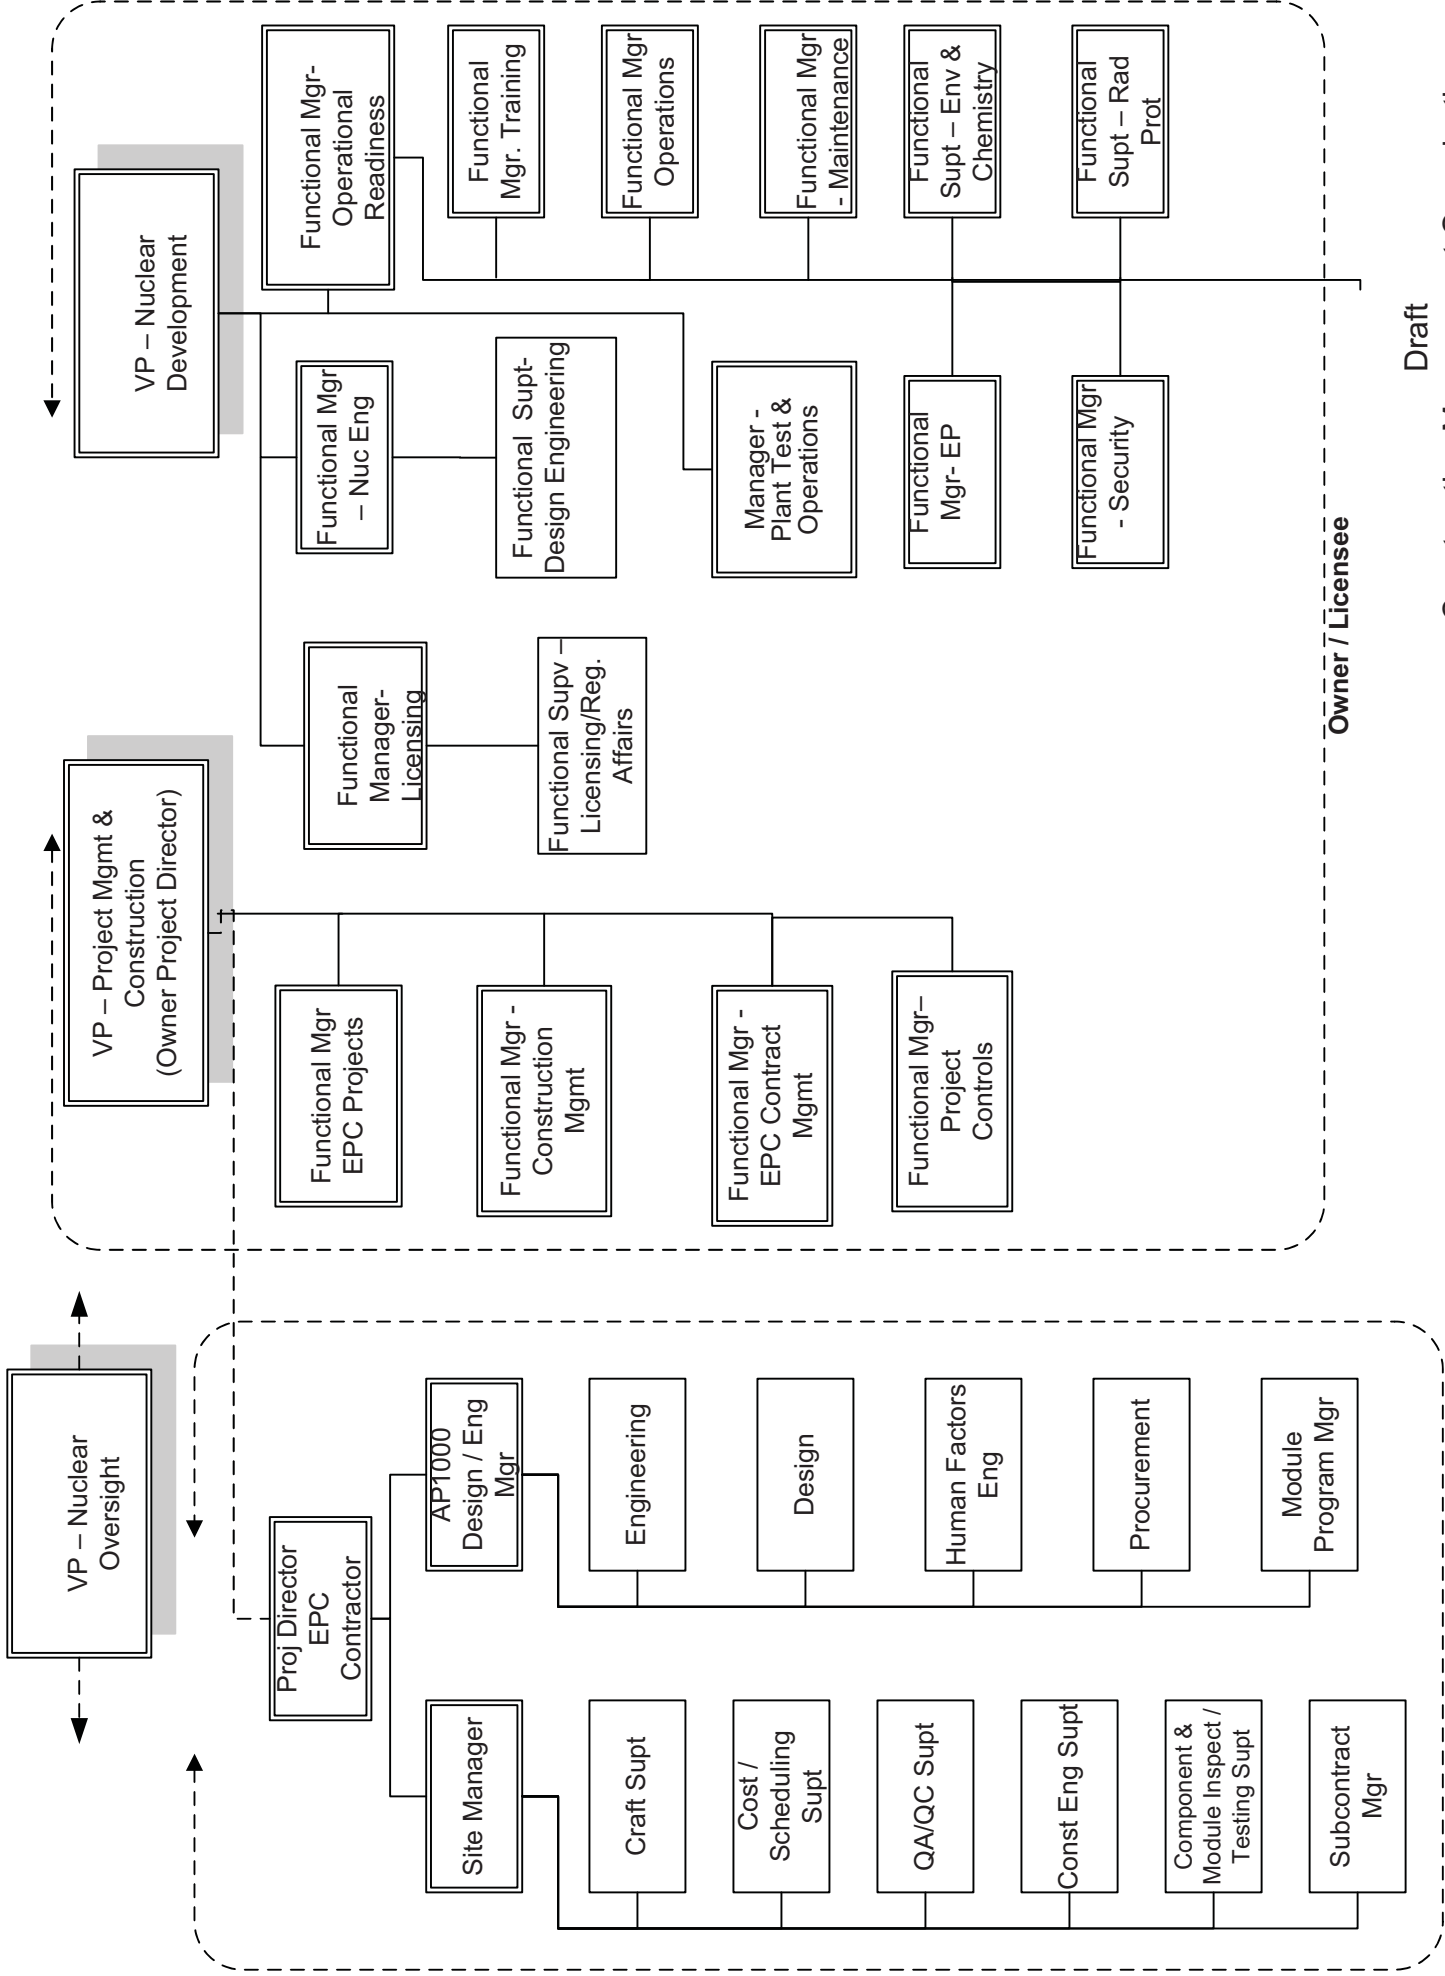 VP – Nuclear
Oversight
VP – Project Mgmt &
Construction
(Owner Project Director)
VP – Nuclear
Development
Proj Director
EPC
Contractor
Site Manager
Craft Supt
Cost /
Scheduling
Supt
QA/QC Supt
Const Eng Supt
Component &
Module Inspect /
Testing Supt
Subcontract
Mgr
AP1000
Design / Eng
Mgr
Engineering
Design
Human Factors
Eng
Procurement
Module
Program Mgr
Functional Mgr
EPC Projects
Functional Mgr -
Construction
Mgmt
Functional Mgr -
EPC Contract
Mgmt
Functional Mgr–
Project
Controls
Functional
Manager-
Licensing
Functional Supv –
Licensing/Reg.
Affairs
Functional Mgr
– Nuc Eng
Functional Supt-
Design Engineering
Manager -
Plant Test &
Operations
Functional
Mgr- EP
Functional Mgr
- Security
Functional Mgr-
Operational
Readiness
Functional
Mgr. Training
Functional Mgr
Operations
Functional Mgr
- Maintenance
Functional
Supt – Env &
Chemistry
Functional
Supt – Rad
Prot
Owner / Licensee
Draft